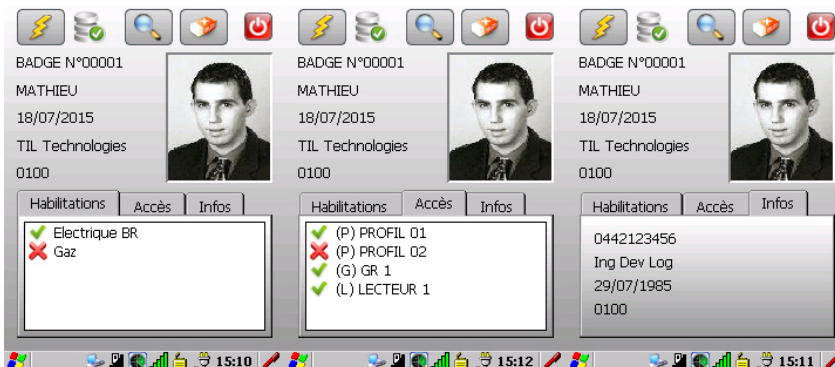 BADGE N°00001
MATHIEU
18/07/2015
TIL Technologies
0100
Habilitations Accès Infos
Electrique BR
Gaz
15:10
BADGE N°00001
MATHIEU
18/07/2015
TIL Technologies
0100
Habilitations Accès Infos
(P) PROFIL 01
(P) PROFIL 02
(G) GR 1
(L) LECTEUR 1
15:12
BADGE N°00001
MATHIEU
18/07/2015
TIL Technologies
0100
Habilitations Accès Infos
0442123456
Ing Dev Log
29/07/1985
0100
15:11